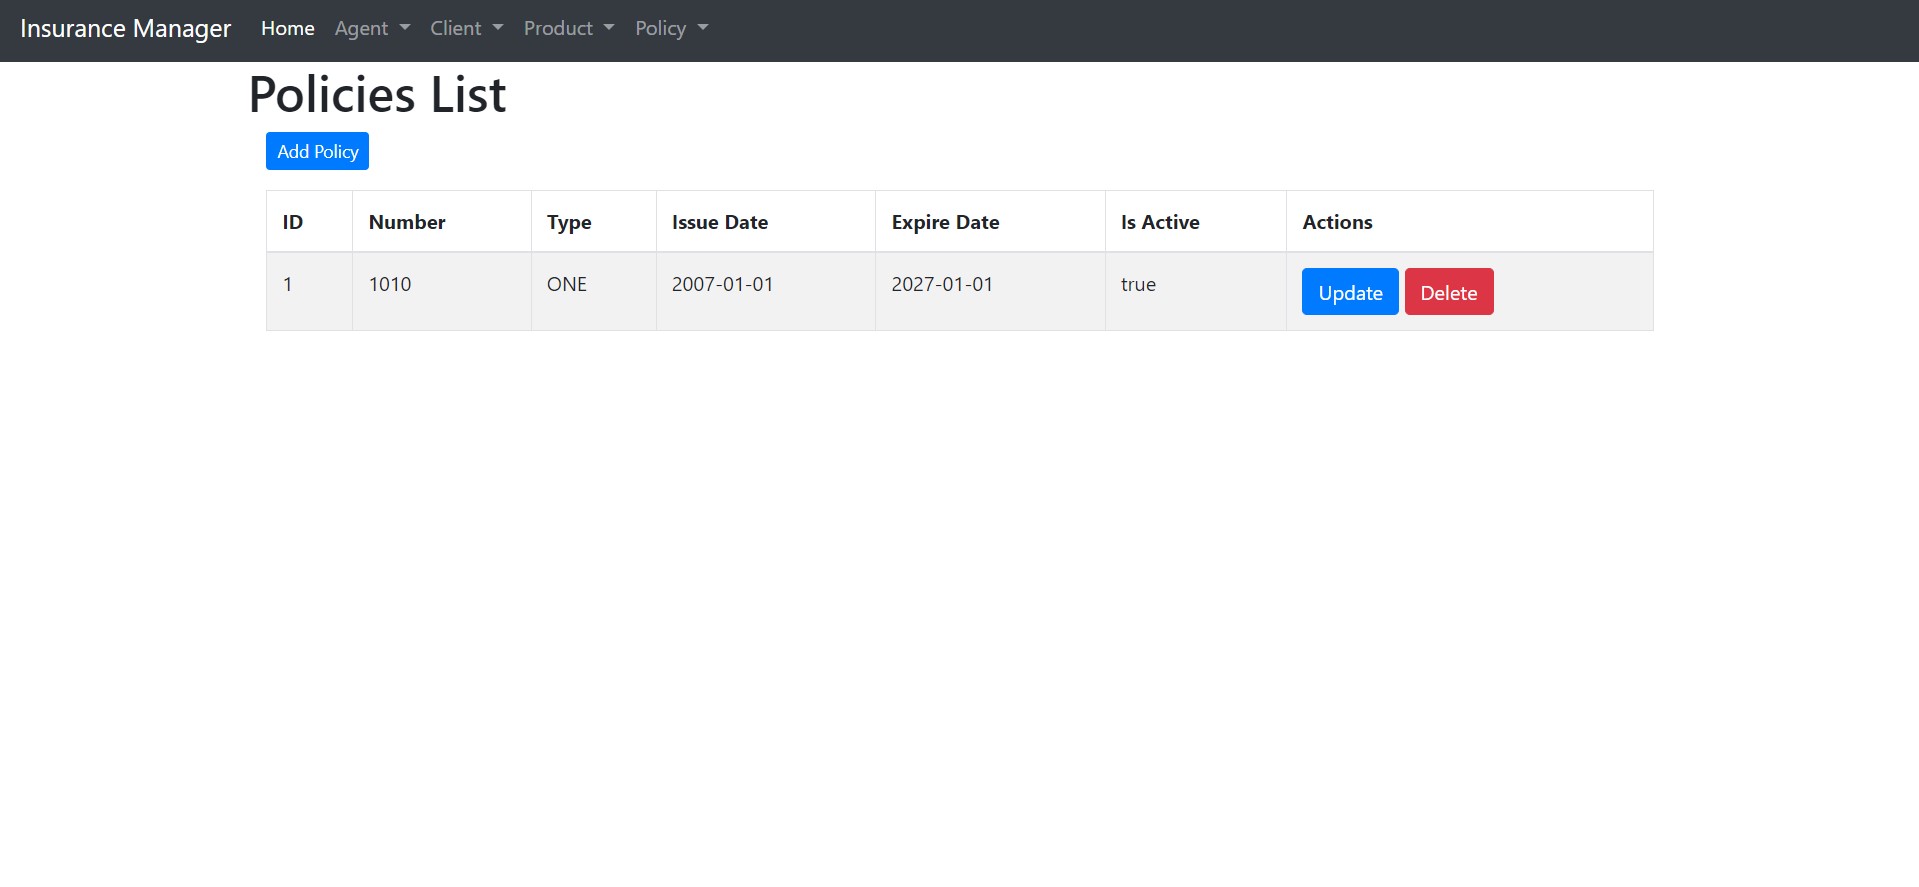 Insurance Manager Home Agent Client Product Policy
Policies List
Add Policy
ID Number Type Issue Date Expire Date Is Active Actions
1 1010 ONE 2007-01-01 2027-01-01 true Update Delete